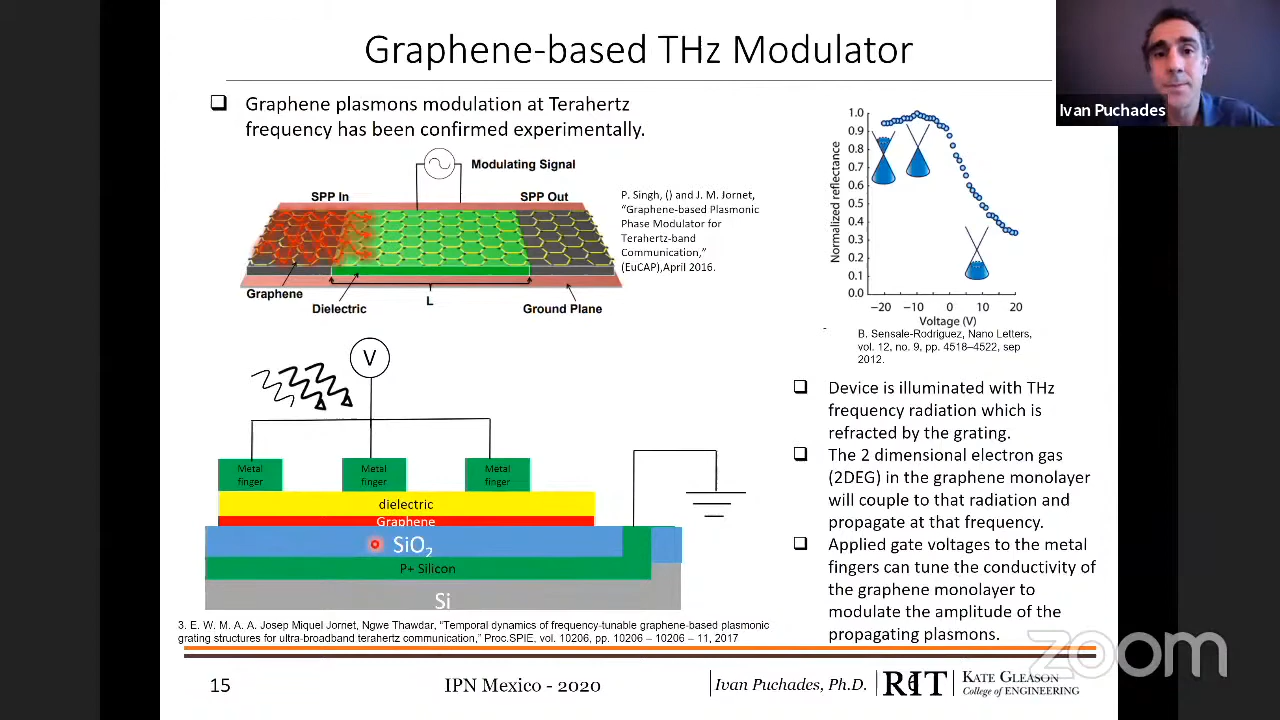 Graphene-based THz Modulator
Ivan Puchades
❑ Graphene plasmons modulation at Terahertz
frequency has been confirmed experimentally.
Modulating Signal
SPP In
SPP Out
Graphene
Dielectric
L
Ground Plane
P. Singh, () and J. M. Jornet,
“Graphene-based Plasmonic
Phase Modulator for
Terahertz-band
Communication,”
(EuCAP),April 2016.
Normalized reflectance
1.0
0.9
0.8
0.7
0.6
0.5
0.4
0.3
0.2
0.1
0.0
−20 −10 0 10 20
Voltage (V)
B. Sensale-Rodriguez, Nano Letters,
vol. 12, no. 9, pp. 4518–4522, sep
2012.
V
Metal
finger
Metal
finger
Metal
finger
dielectric
Graphene
SiO2
P+ Silicon
Si
❑ Device is illuminated with THz
frequency radiation which is
refracted by the grating.
❑ The 2 dimensional electron gas
(2DEG) in the graphene monolayer
will couple to that radiation and
propagate at that frequency.
❑ Applied gate voltages to the metal
fingers can tune the conductivity of
the graphene monolayer to
modulate the amplitude of the
propagating plasmons.
3. E. W. M. A. A. Josep Miquel Jornet, Ngwe Thawdar, “Temporal dynamics of frequency-tunable graphene-based plasmonic
grating structures for ultra-broadband terahertz communication,” Proc.SPIE, vol. 10206, pp. 10206 – 10206 – 11, 2017
zoom
15
IPN Mexico - 2020
Ivan Puchades, Ph.D.
RIT
KATE GLEASON
College of ENGINEERING